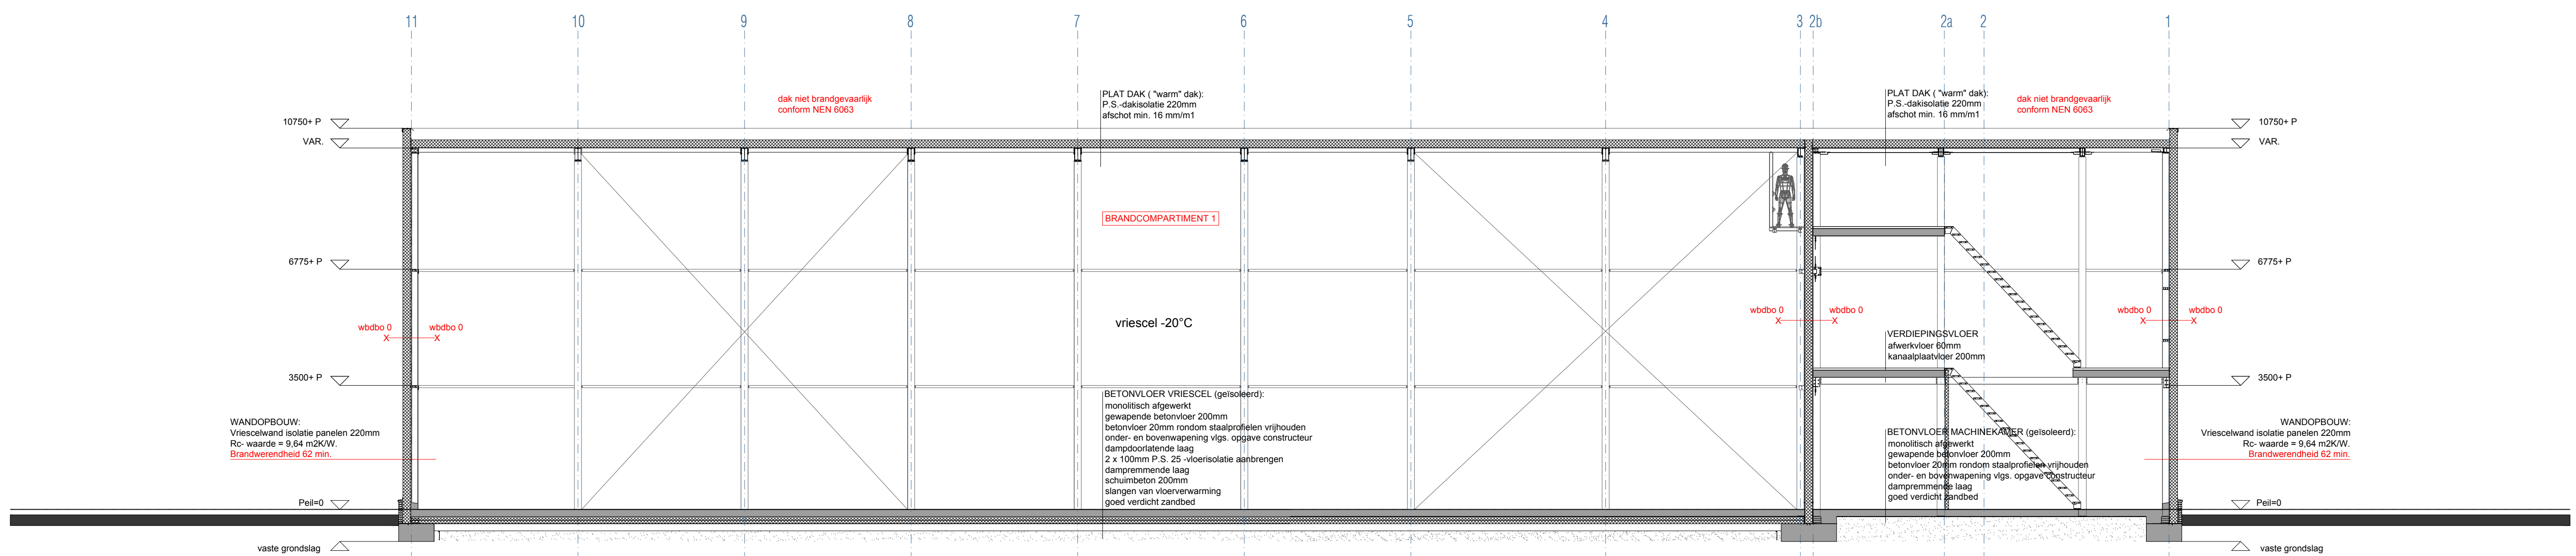 11 10 9 8 7 6 5 4 3 2b 2a 2 1
dak niet brandgevaarlijk
conform NEN 6063
PLAT DAK ( "warm" dak):
P.S.-dakisolatie 220mm
afschot min. 16 mm/m1
PLAT DAK ( "warm" dak):
P.S.-dakisolatie 220mm
afschot min. 16 mm/m1
dak niet brandgevaarlijk
conform NEN 6063
10750+ P
10750+ P
VAR.
VAR.
BRANDCOMPARTIMENT 1
6775+ P
6775+ P
vriescel -20°C
wbdbo 0
wbdbo 0
X
X
wbdbo 0
wbdbo 0
X
X
wbdbo 0
wbdbo 0
X
X
VERDIEPINGSVLOER
afwerkvloer 60mm
kanaalplaatvloer 200mm
3500+ P
3500+ P
WANDOPBOUW:
Vriescelwand isolatie panelen 220mm
Rc- waarde = 9,64 m2K/W.
Brandwerendheid 62 min.
BETONVLOER VRIESCEL (geïsoleerd):
monolitisch afgewerkt
gewapende betonvloer 200mm
betonvloer 20mm rondom staalprofielen vrijhouden
onder- en bovenwapening vlgs. opgave constructeur
dampdoorlatende laag
2 x 100mm P.S. 25 -vloerisolatie aanbrengen
dampremmende laag
schuimbeton 200mm
slangen van vloerverwarming
goed verdicht zandbed
BETONVLOER MACHINEKAMER (geïsoleerd):
monolitisch afgewerkt
gewapende betonvloer 200mm
betonvloer 20mm rondom staalprofielen vrijhouden
onder- en bovenwapening vlgs. opgave constructeur
dampremmende laag
goed verdicht zandbed
WANDOPBOUW:
Vriescelwand isolatie panelen 220mm
Rc- waarde = 9,64 m2K/W.
Brandwerendheid 62 min.
Peil=0
Peil=0
vaste grondslag
vaste grondslag